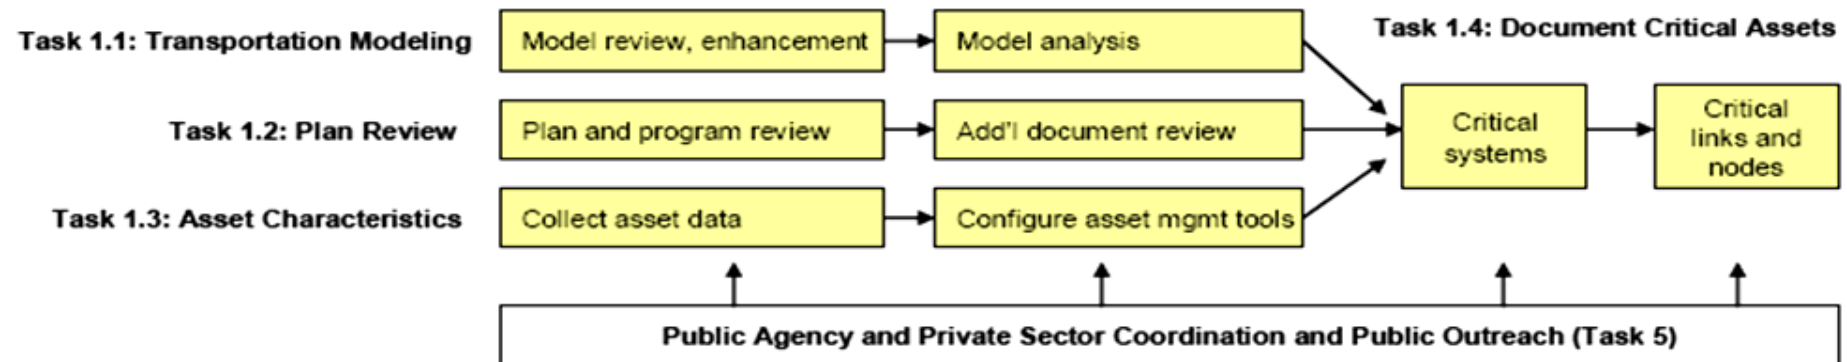 Task 1.1: Transportation Modeling
Model review, enhancement
Model analysis
Task 1.4: Document Critical Assets
Task 1.2: Plan Review
Plan and program review
Add'l document review
Critical
systems
Critical
links and
nodes
Task 1.3: Asset Characteristics
Collect asset data
Configure asset mgmt tools
Public Agency and Private Sector Coordination and Public Outreach (Task 5)